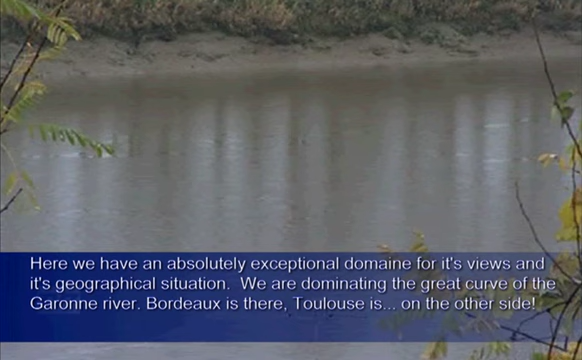 Here we have an absolutely exceptional domaine for it's views and
it's geographical situation.  We are dominating the great curve of the
Garonne river. Bordeaux is there, Toulouse is... on the other side!